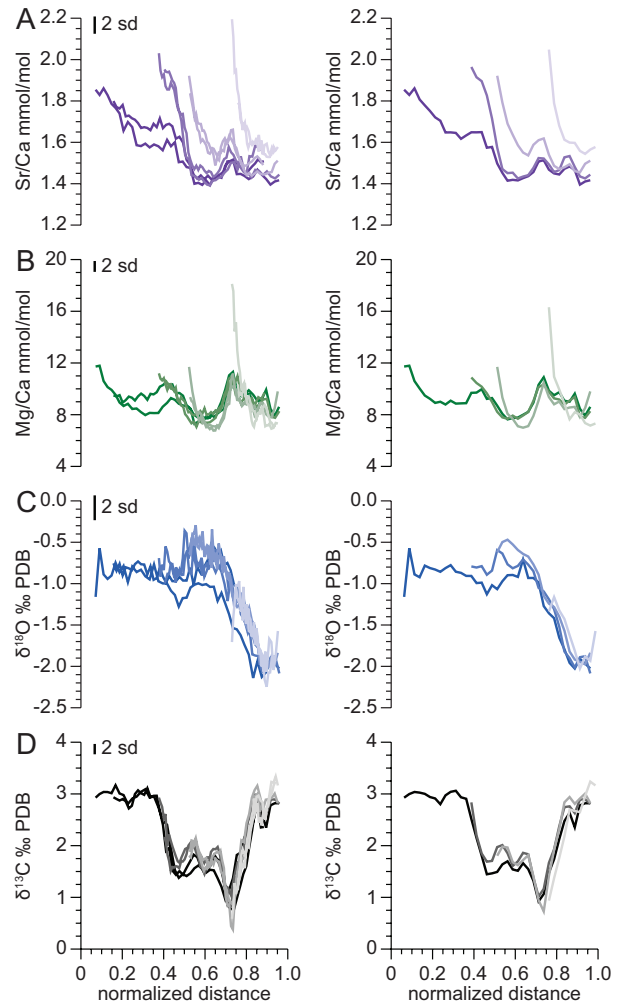 A
2 sd
2.2
2.0
1.8
1.6
1.4
1.2
Sr/Ca mmol/mol
2.2
2.0
1.8
1.6
1.4
1.2
Sr/Ca mmol/mol
B
2 sd
20
16
12
8
4
Mg/Ca mmol/mol
20
16
12
8
4
Mg/Ca mmol/mol
C
2 sd
0.0
-0.5
-1.0
-1.5
-2.0
-2.5
δ¹⁸O ‰ PDB
0.0
-0.5
-1.0
-1.5
-2.0
-2.5
δ¹⁸O ‰ PDB
D
2 sd
4
3
2
1
0
δ¹³C ‰ PDB
4
3
2
1
0
δ¹³C ‰ PDB
0 0.2 0.4 0.6 0.8 1.0
normalized distance
0 0.2 0.4 0.6 0.8 1.0
normalized distance